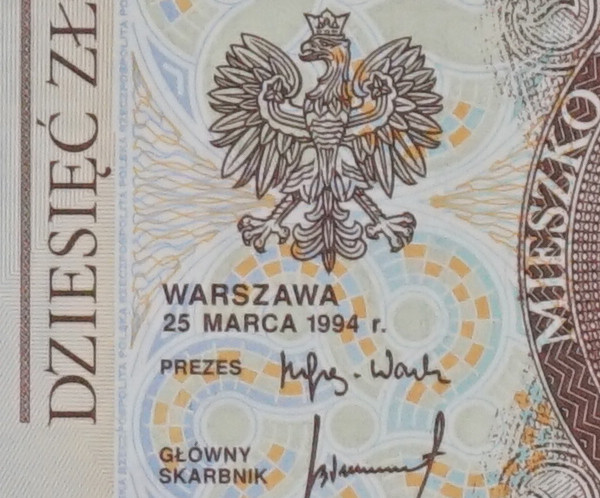 DZIESIĘĆ ZŁ
WARSZAWA
25 MARCA 1994 r.
PREZES
GŁÓWNY
SKARBNIK
MIESZKO